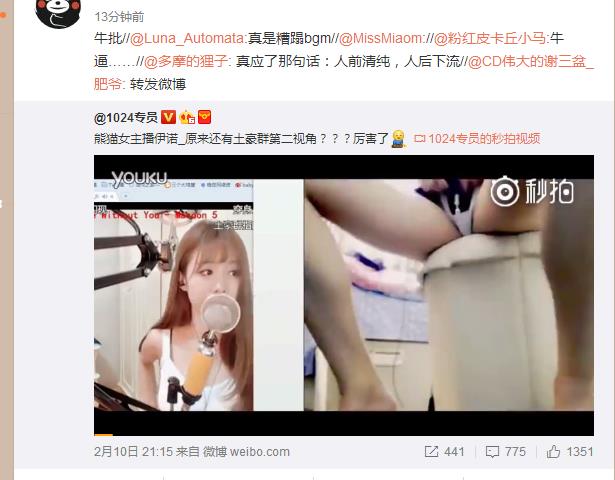 13分钟前
牛批//@Luna_Automata:真是糟蹋bgm//@MissMiaom://@粉红皮卡丘小马:牛
逼……//@多摩的狸子: 真应了那句话：人前清纯，人后下流//@CD伟大的谢三盆_
肥爷: 转发微博
@1024专员
熊猫女主播伊诺_原来还有土豪群第二视角？？？厉害了 1024专员的秒拍视频
YOUKU
秒拍
Without You - Maroon 5
2月10日 21:15 来自 微博 weibo.com 441 775 1351